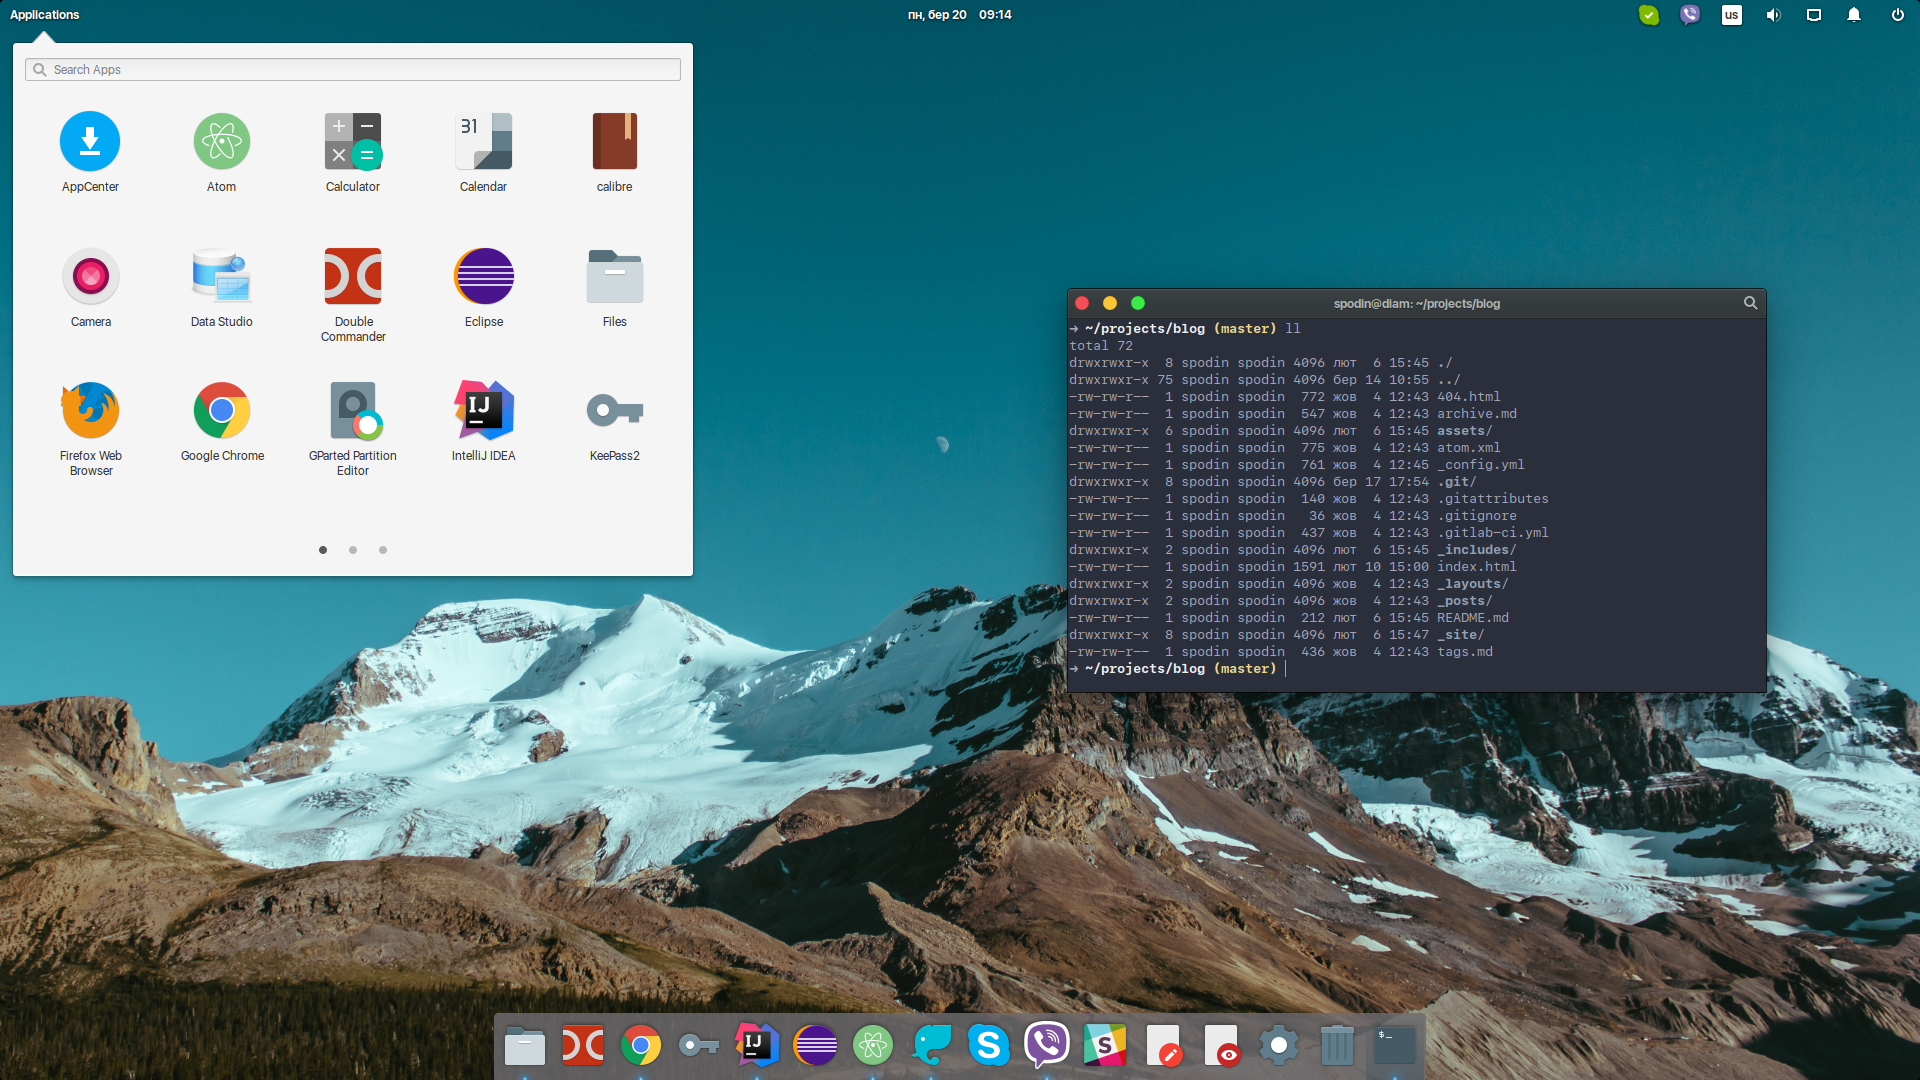 Applications
пн, бер 20 09:14
us
Search Apps
31
AppCenter
Atom
Calculator
Calendar
calibre
Camera
Data Studio
Double Commander
Eclipse
Files
IJ
Firefox Web Browser
Google Chrome
GParted Partition Editor
IntelliJ IDEA
KeePass2
spodin@diam: ~/projects/blog
➜ ~/projects/blog (master) ll
total 72
drwxrwxr-x  8 spodin spodin 4096 лют  6 15:45 ./
drwxrwxr-x 75 spodin spodin 4096 бер 14 10:55 ../
-rw-rw-r--  1 spodin spodin  772 жов  4 12:43 404.html
-rw-rw-r--  1 spodin spodin  547 жов  4 12:43 archive.md
drwxrwxr-x  6 spodin spodin 4096 лют  6 15:45 assets/
-rw-rw-r--  1 spodin spodin  775 жов  4 12:43 atom.xml
-rw-rw-r--  1 spodin spodin  761 жов  4 12:45 _config.yml
drwxrwxr-x  8 spodin spodin 4096 бер 17 17:54 .git/
-rw-rw-r--  1 spodin spodin  140 жов  4 12:43 .gitattributes
-rw-rw-r--  1 spodin spodin   36 жов  4 12:43 .gitignore
-rw-rw-r--  1 spodin spodin  437 жов  4 12:43 .gitlab-ci.yml
drwxrwxr-x  2 spodin spodin 4096 лют  6 15:45 _includes/
-rw-rw-r--  1 spodin spodin 1591 лют 10 15:00 index.html
drwxrwxr-x  2 spodin spodin 4096 жов  4 12:43 _layouts/
drwxrwxr-x  2 spodin spodin 4096 жов  4 12:43 _posts/
-rw-rw-r--  1 spodin spodin  212 лют  6 15:45 README.md
drwxrwxr-x  8 spodin spodin 4096 лют  6 15:47 _site/
-rw-rw-r--  1 spodin spodin  436 жов  4 12:43 tags.md
➜ ~/projects/blog (master)
IJ
S
S
$_